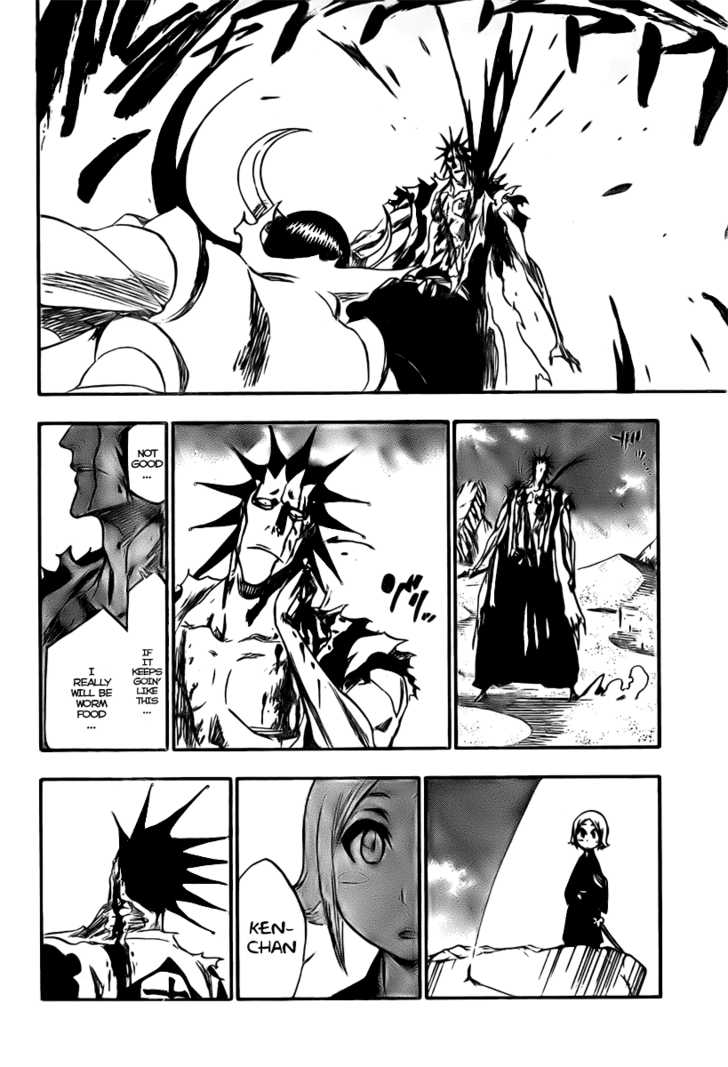 NOT
GOOD
...
IF
IT
KEEPS
GOIN'
LIKE
THIS
...
I
REALLY
WILL BE
WORM
FOOD
...
KEN-
CHAN